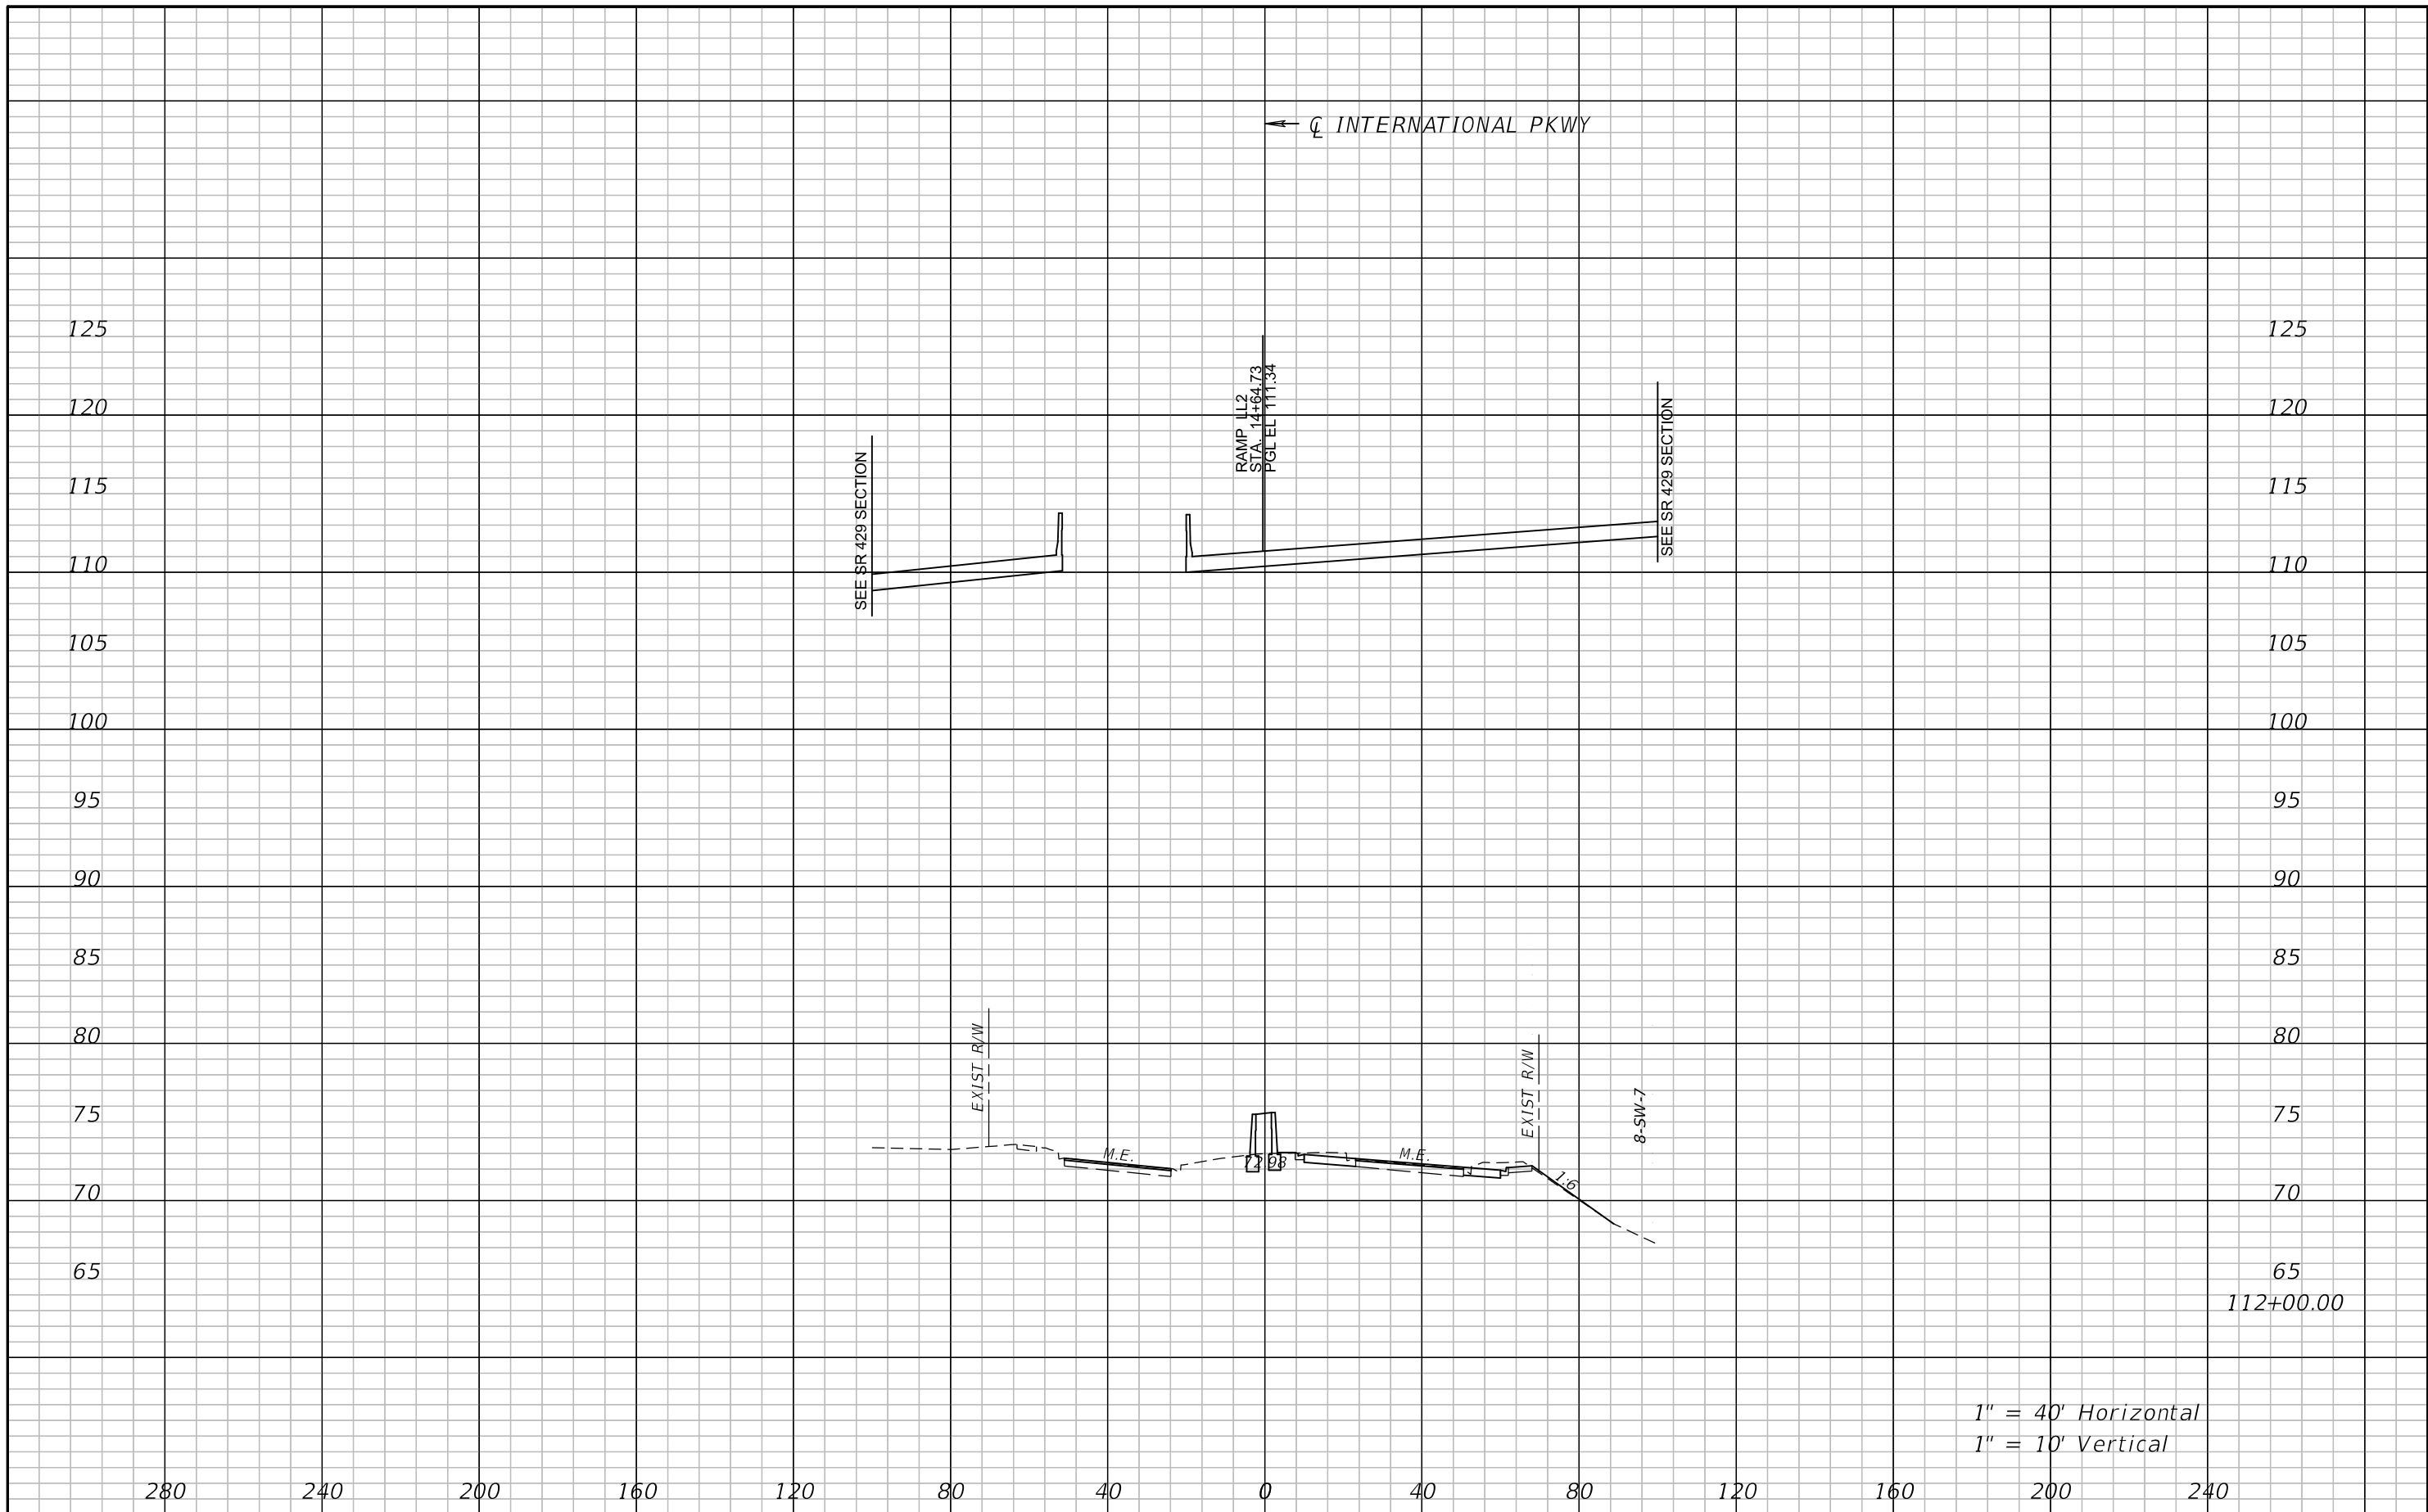 ℄ INTERNATIONAL PKWY
125 125
RAMP LL2
STA. 14+64.73
PGL EL 111.34
120 120
SEE SR 429 SECTION
SEE SR 429 SECTION
115 115
110 110
105 105
100 100
95 95
90 90
85 85
80 80
EXIST R/W
EXIST R/W
8-SW-7
75 75
M.E.
72.98
M.E.
1:6
70 70
65 65
112+00.00
1" = 40' Horizontal
1" = 10' Vertical
280 240 200 160 120 80 40 0 40 80 120 160 200 240